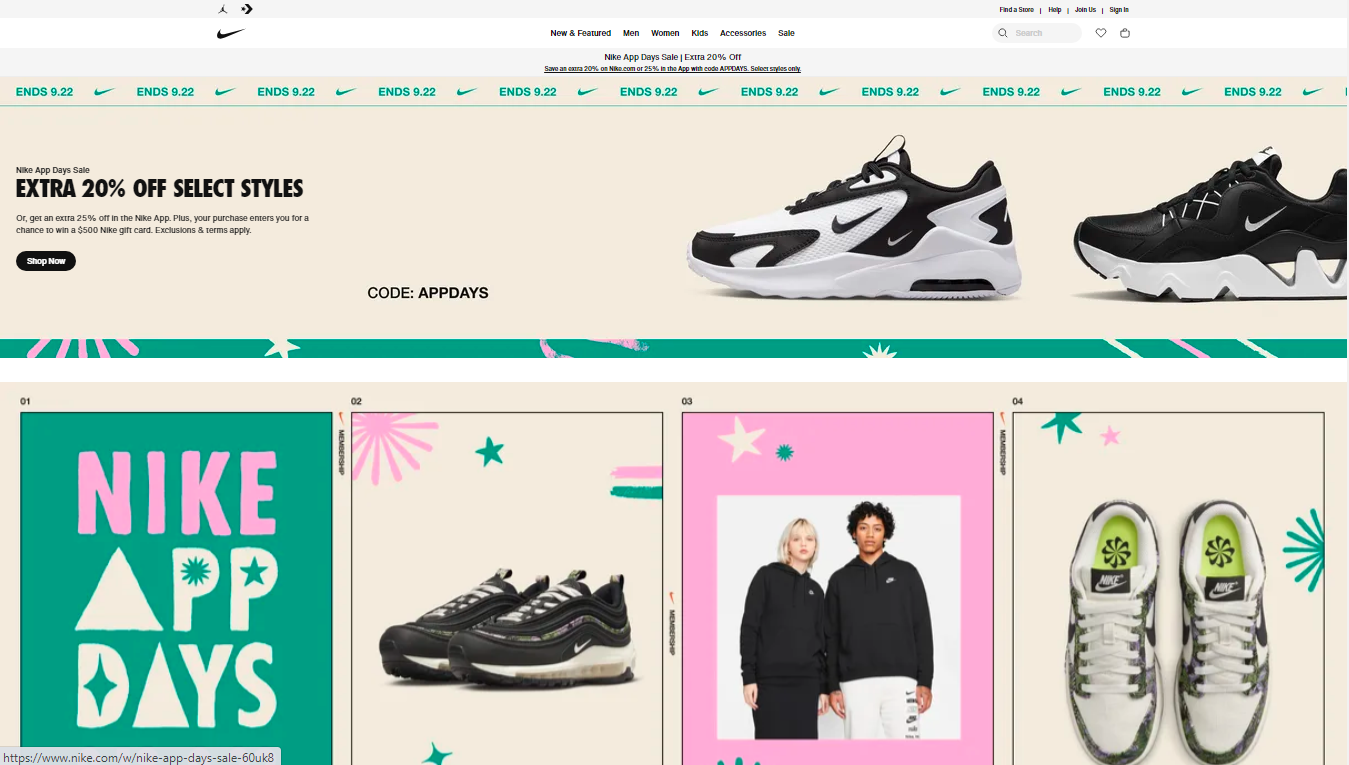 Find a Store | Help | Join Us | Sign In
New & Featured Men Women Kids Accessories Sale
Search
Nike App Days Sale | Extra 20% Off
Save an extra 20% on Nike.com or 25% in the App with code APPDAYS. Select styles only.
ENDS 9.22 ENDS 9.22 ENDS 9.22 ENDS 9.22 ENDS 9.22 ENDS 9.22 ENDS 9.22 ENDS 9.22 ENDS 9.22 ENDS 9.22 ENDS 9.22
Nike App Days Sale
EXTRA 20% OFF SELECT STYLES
Or, get an extra 25% off in the Nike App. Plus, your purchase enters you for a
chance to win a $500 Nike gift card. Exclusions & terms apply.
Shop Now
CODE: APPDAYS
01
NIKE
APP
DAYS
MEMBERSHIP
02
MEMBERSHIP
03
MEMBERSHIP
04
NIKE
NIKE
https://www.nike.com/w/nike-app-days-sale-60uk8